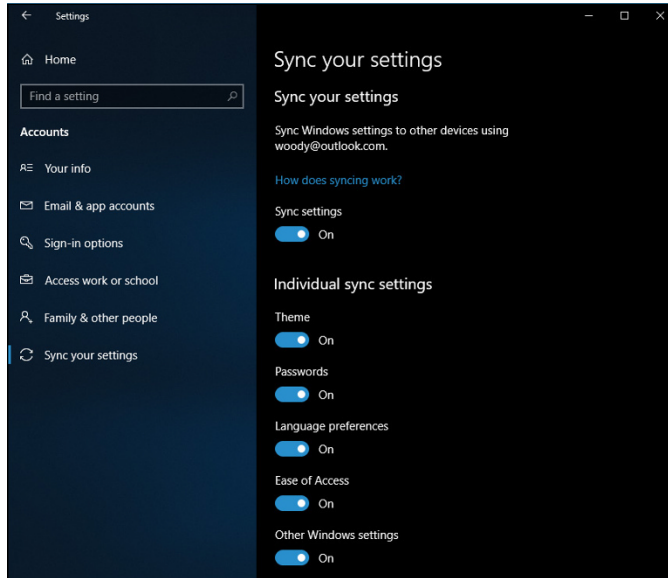 Settings
Home
Find a setting
Accounts
Your info
Email & app accounts
Sign-in options
Access work or school
Family & other people
Sync your settings
Sync your settings
Sync your settings
Sync Windows settings to other devices using
woody@outlook.com.
How does syncing work?
Sync settings
On
Individual sync settings
Theme
On
Passwords
On
Language preferences
On
Ease of Access
On
Other Windows settings
On